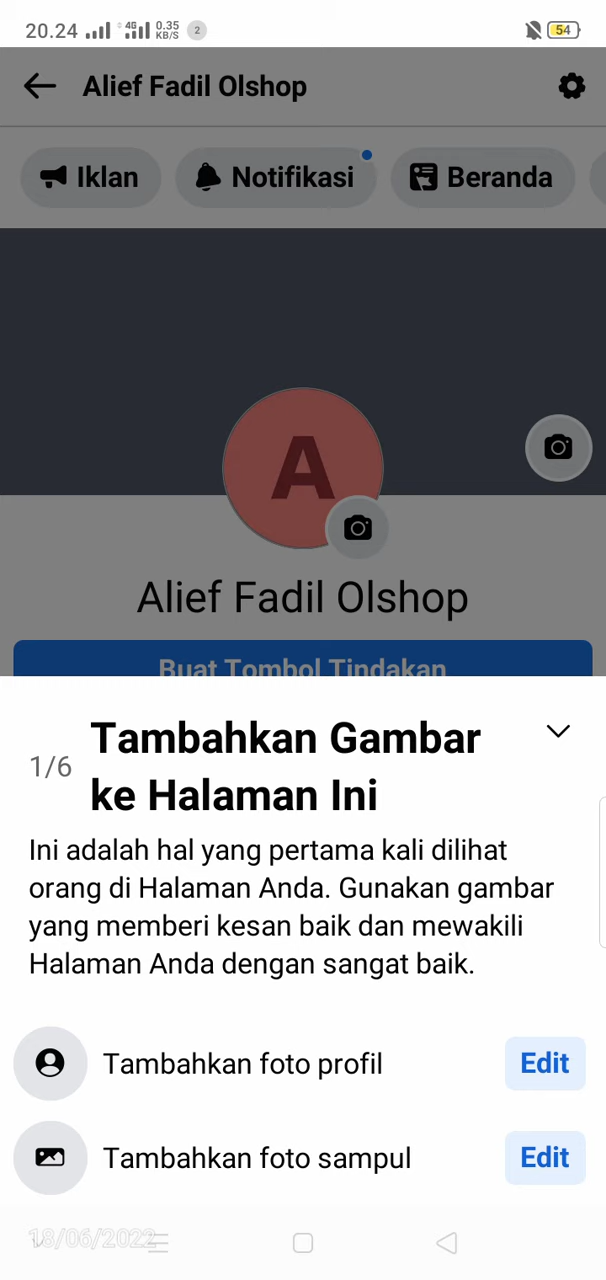 20.24 4G 0.35 KB/S 2 54
Alief Fadil Olshop
Iklan Notifikasi Beranda
A
Alief Fadil Olshop
Buat Tombol Tindakan
1/6 Tambahkan Gambar
ke Halaman Ini
Ini adalah hal yang pertama kali dilihat
orang di Halaman Anda. Gunakan gambar
yang memberi kesan baik dan mewakili
Halaman Anda dengan sangat baik.
Tambahkan foto profil Edit
Tambahkan foto sampul Edit
18/06/2022